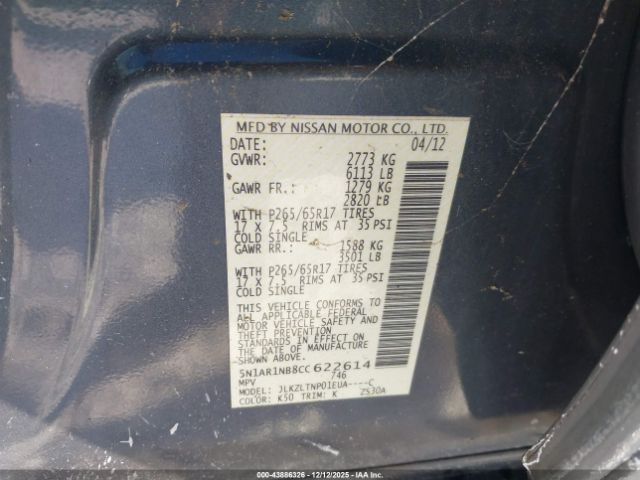 MFD BY NISSAN MOTOR CO., LTD.
DATE: 04/12
GVWR: 2773 KG
6113 LB
GAWR FR.: 1279 KG
2820 LB
WITH P265/65R17 TIRES
17 X 7.5 RIMS AT 35 PSI
COLD SINGLE
GAWR RR.: 1588 KG
3501 LB
WITH P265/65R17 TIRES
17 X 7.5 RIMS AT 35 PSI
COLD SINGLE
THIS VEHICLE CONFORMS TO
ALL APPLICABLE FEDERAL
MOTOR VEHICLE SAFETY AND
THEFT PREVENTION
STANDARDS IN EFFECT ON
THE DATE OF MANUFACTURE
SHOWN ABOVE.
5N1AR1NB8CC622614
MPV 746
MODEL: JLKZLTNP01EUA----C
COLOR: K50 TRIM: K ZS30A
000-43886326 - 12/12/2025 - IAAI.com